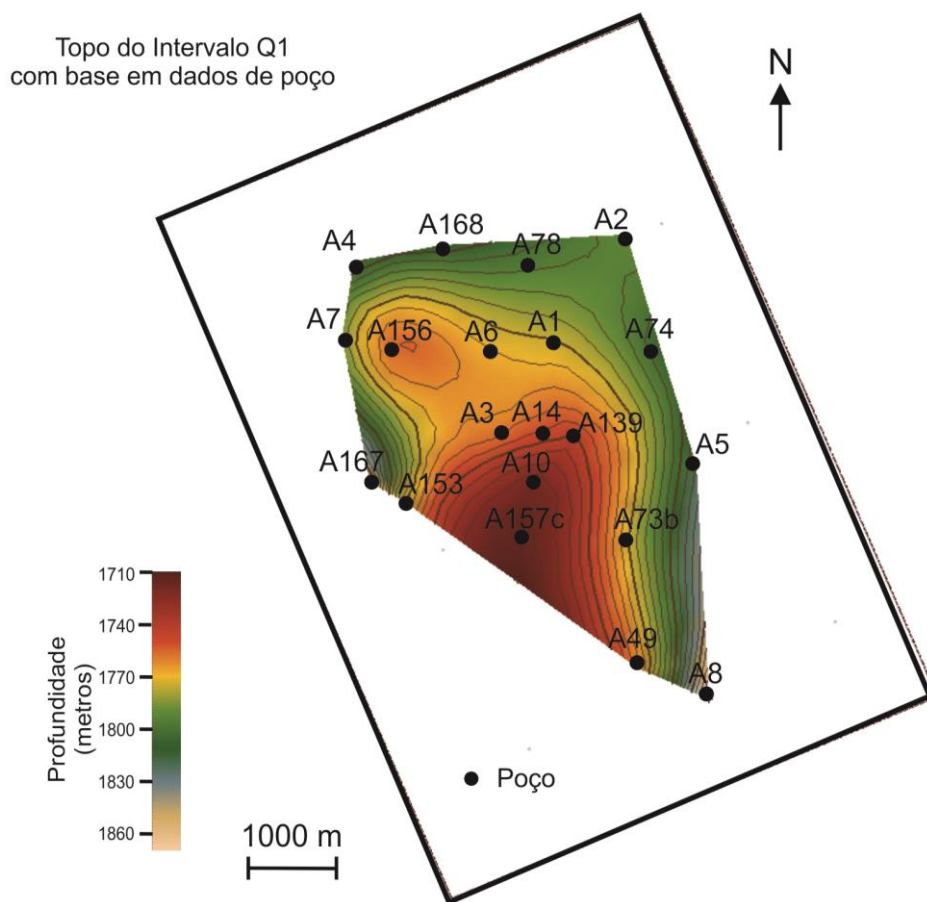 Topo do Intervalo Q1
com base em dados de poço
N
A2
A168
A4
A78
A7
A156
A6
A1
A74
A3
A14
A139
A5
A167
A153
A10
A157c
A73b
A49
A8
Profundidade
(metros)
1710
1740
1770
1800
1830
1860
Poço
1000 m